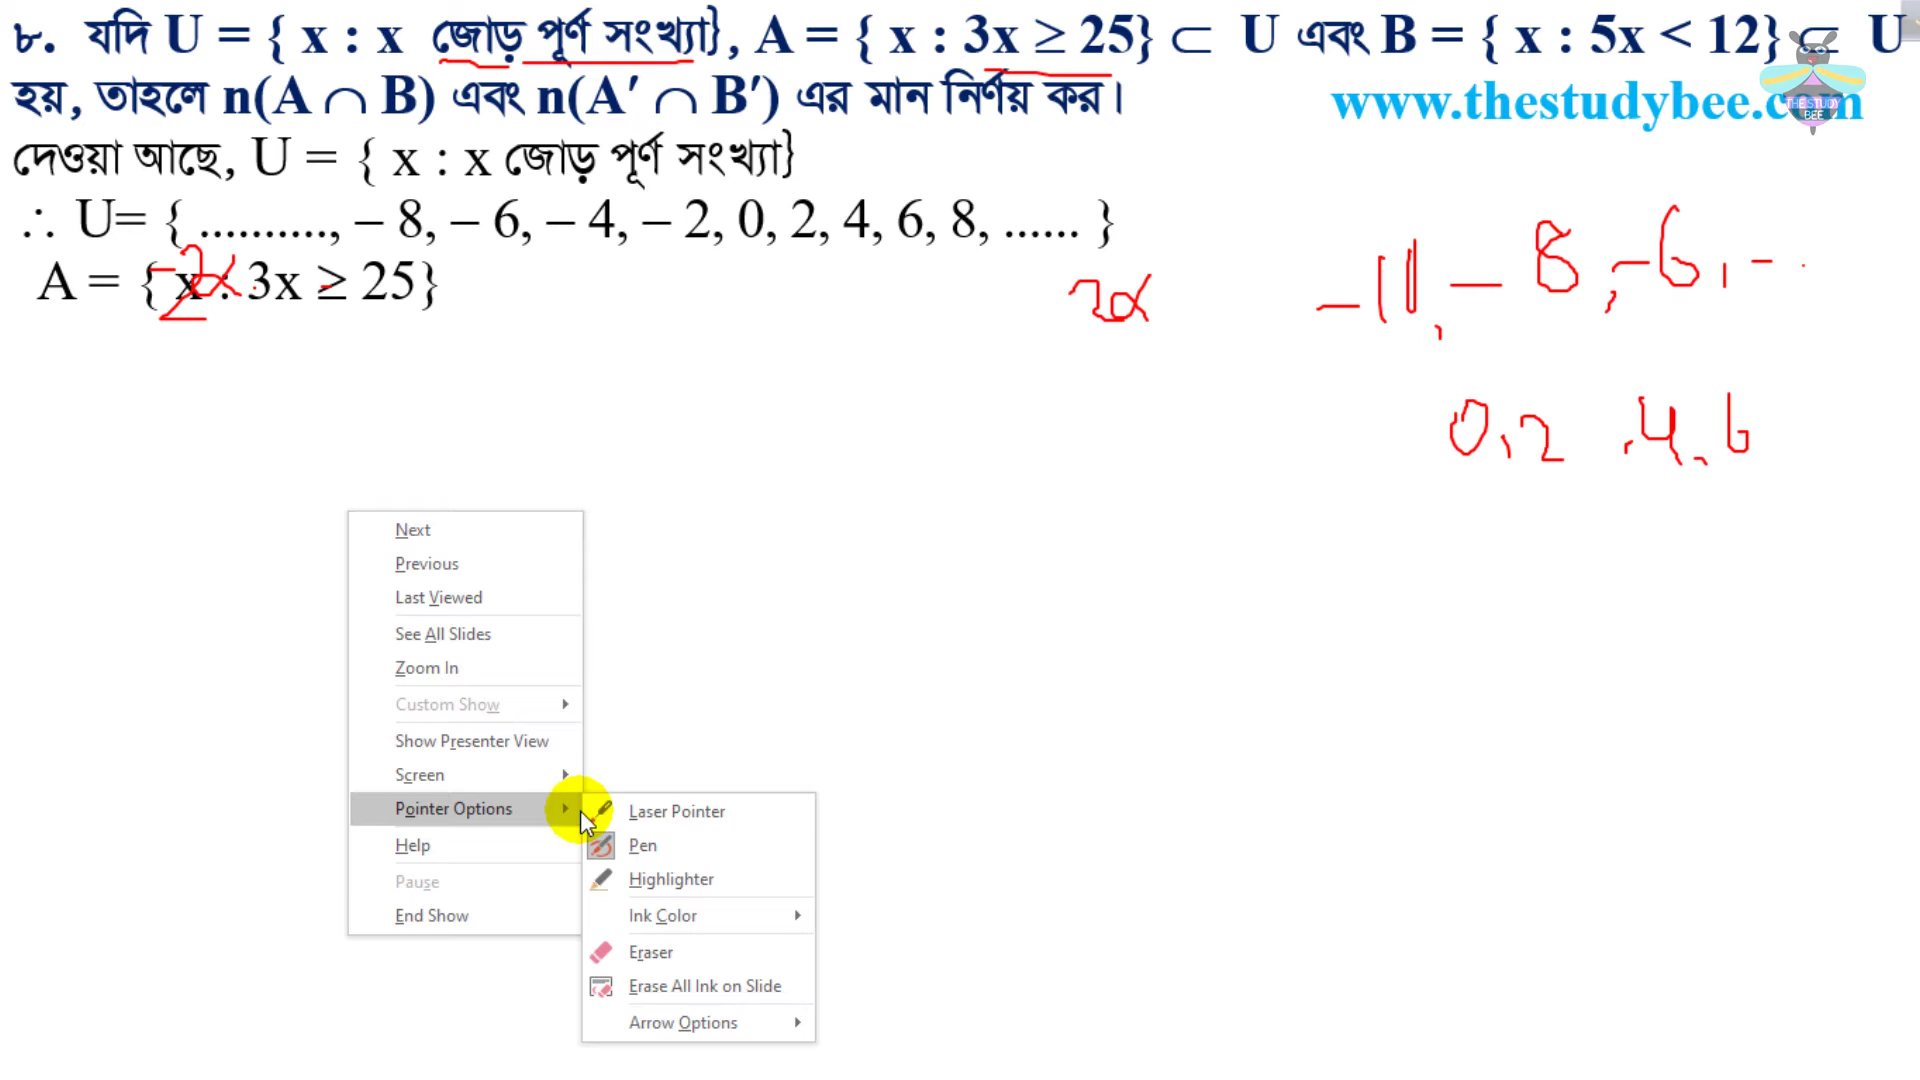 ৮. যদি U = { x : x জোড় পূর্ণ সংখ্যা}, A = { x : 3x ≥ 25} ⊂ U এবং B = { x : 5x < 12} ⊂ U
হয়, তাহলে n(A ∩ B) এবং n(A′ ∩ B′) এর মান নির্ণয় কর।
www.thestudybee.com
THE STUDY
BEE
দেওয়া আছে, U = { x : x জোড় পূর্ণ সংখ্যা}
∴ U= { .........., – 8, – 6, – 4, – 2, 0, 2, 4, 6, 8, ...... }
A = { x : 3x ≥ 25}
– 8, –6, –
0,2 ,4,6
Next
Previous
Last Viewed
See All Slides
Zoom In
Custom Show
Show Presenter View
Screen
Pointer Options
Help
Pause
End Show
Laser Pointer
Pen
Highlighter
Ink Color
Eraser
Erase All Ink on Slide
Arrow Options